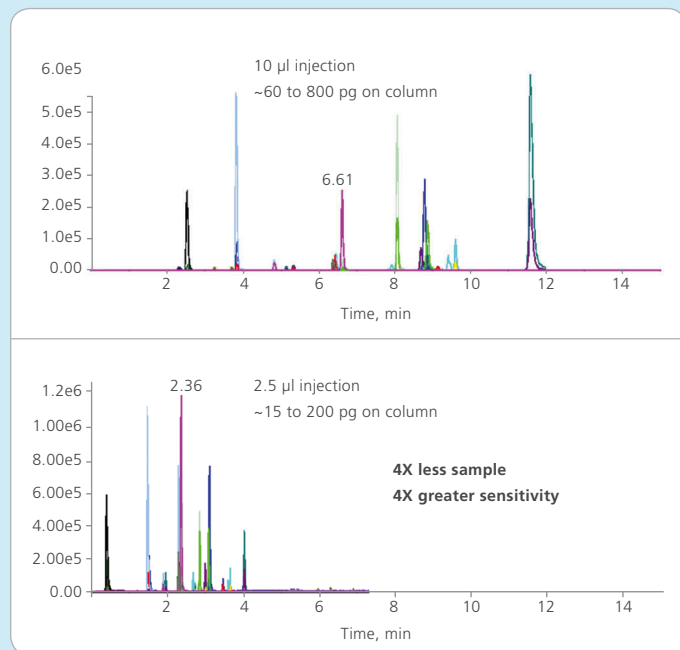 10 µl injection
~60 to 800 pg on column
6.0e5
5.0e5
4.0e5
3.0e5
2.0e5
1.0e5
0.00
6.61
2 4 6 8 10 12 14
Time, min
2.36
2.5 µl injection
~15 to 200 pg on column
4X less sample
4X greater sensitivity
1.2e6
1.00e6
8.00e5
6.00e5
4.00e5
2.00e5
0.00
2 4 6 8 10 12 14
Time, min